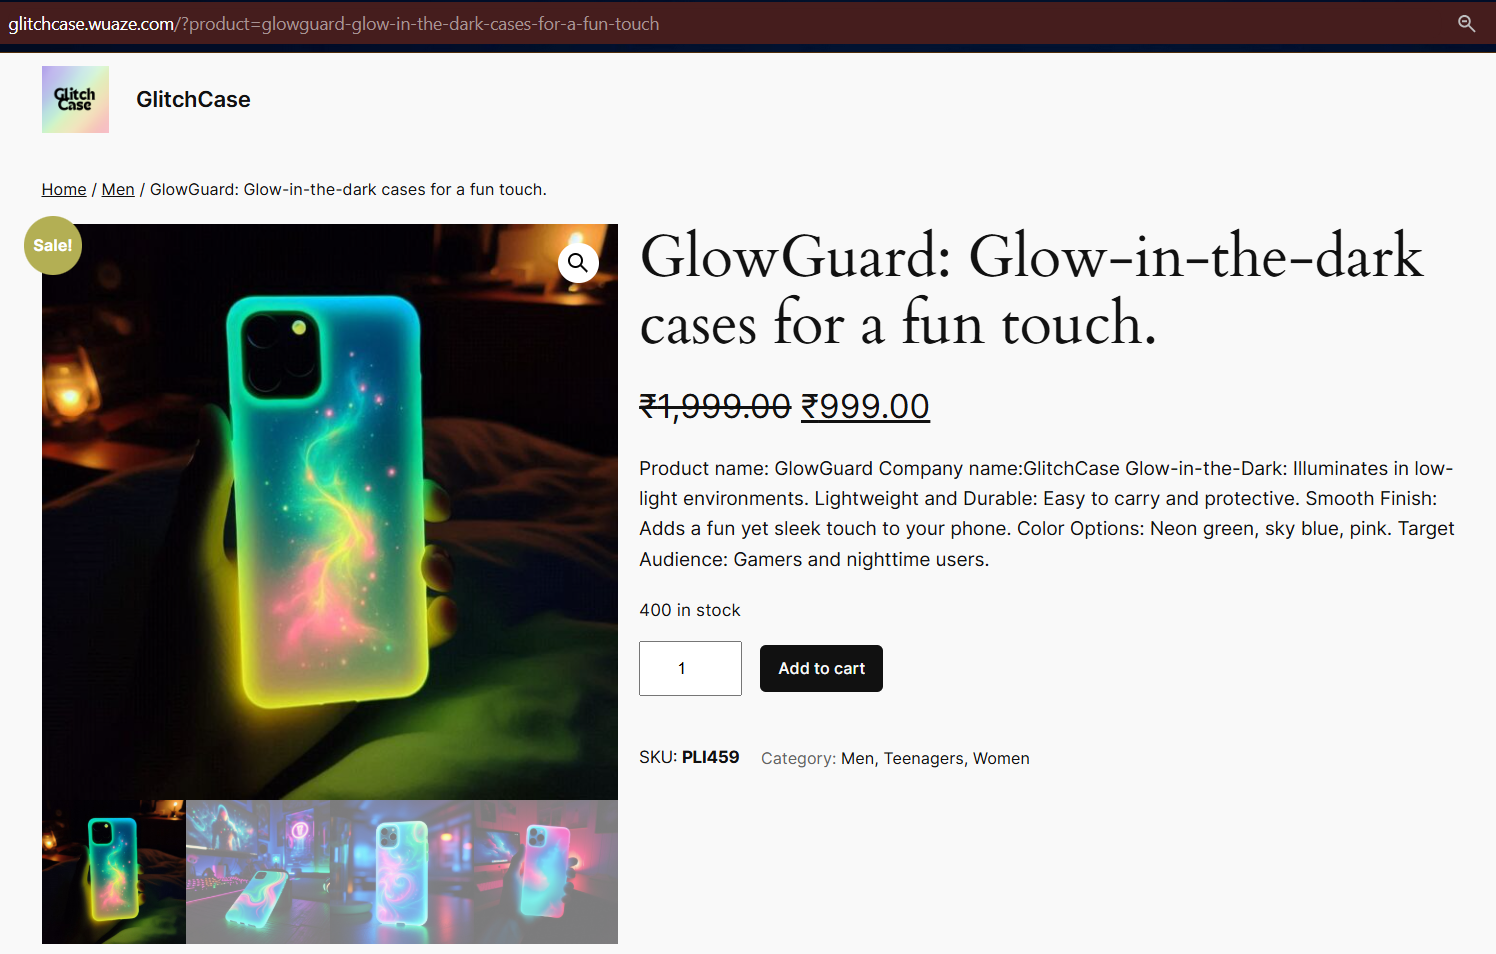 glitchcase.wuaze.com/?product=glowguard-glow-in-the-dark-cases-for-a-fun-touch
Glitch
Case
GlitchCase
Home / Men / GlowGuard: Glow-in-the-dark cases for a fun touch.
Sale!
GlowGuard: Glow-in-the-dark
cases for a fun touch.
₹1,999.00 ₹999.00
Product name: GlowGuard Company name:GlitchCase Glow-in-the-Dark: Illuminates in low-
light environments. Lightweight and Durable: Easy to carry and protective. Smooth Finish:
Adds a fun yet sleek touch to your phone. Color Options: Neon green, sky blue, pink. Target
Audience: Gamers and nighttime users.
400 in stock
1
Add to cart
SKU: PLI459 Category: Men, Teenagers, Women